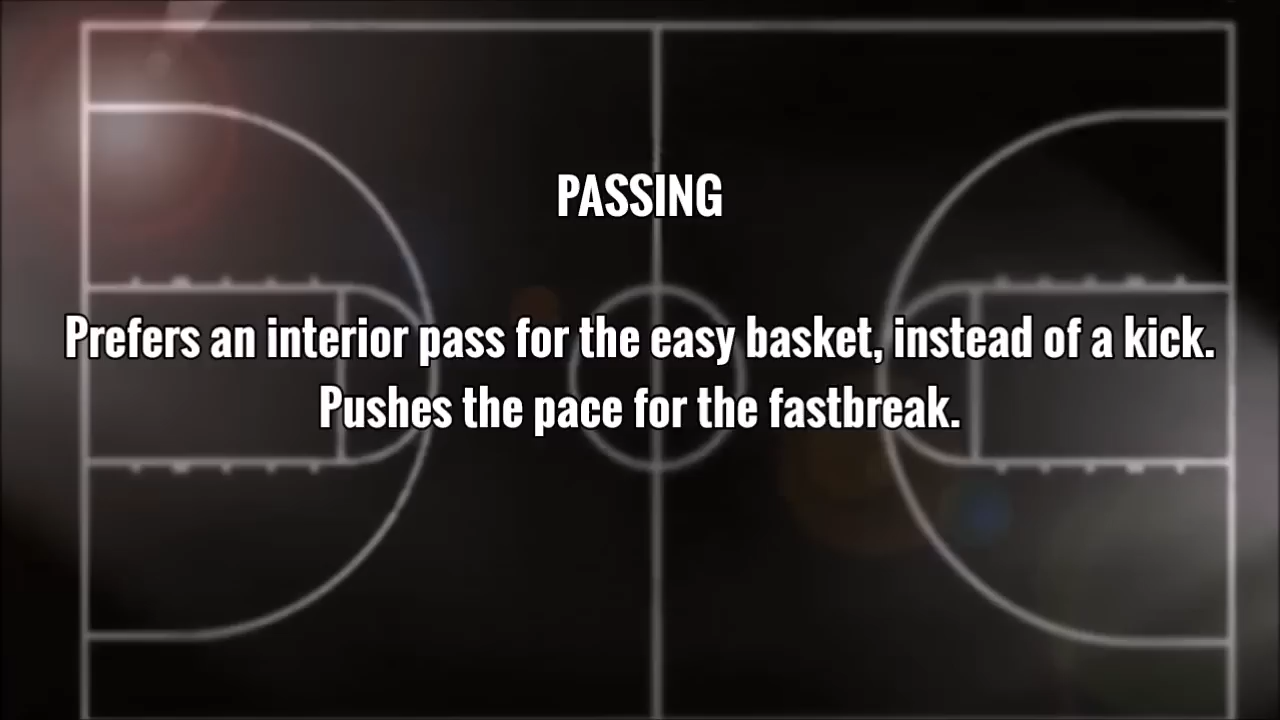 PASSING
Prefers an interior pass for the easy basket, instead of a kick.
Pushes the pace for the fastbreak.